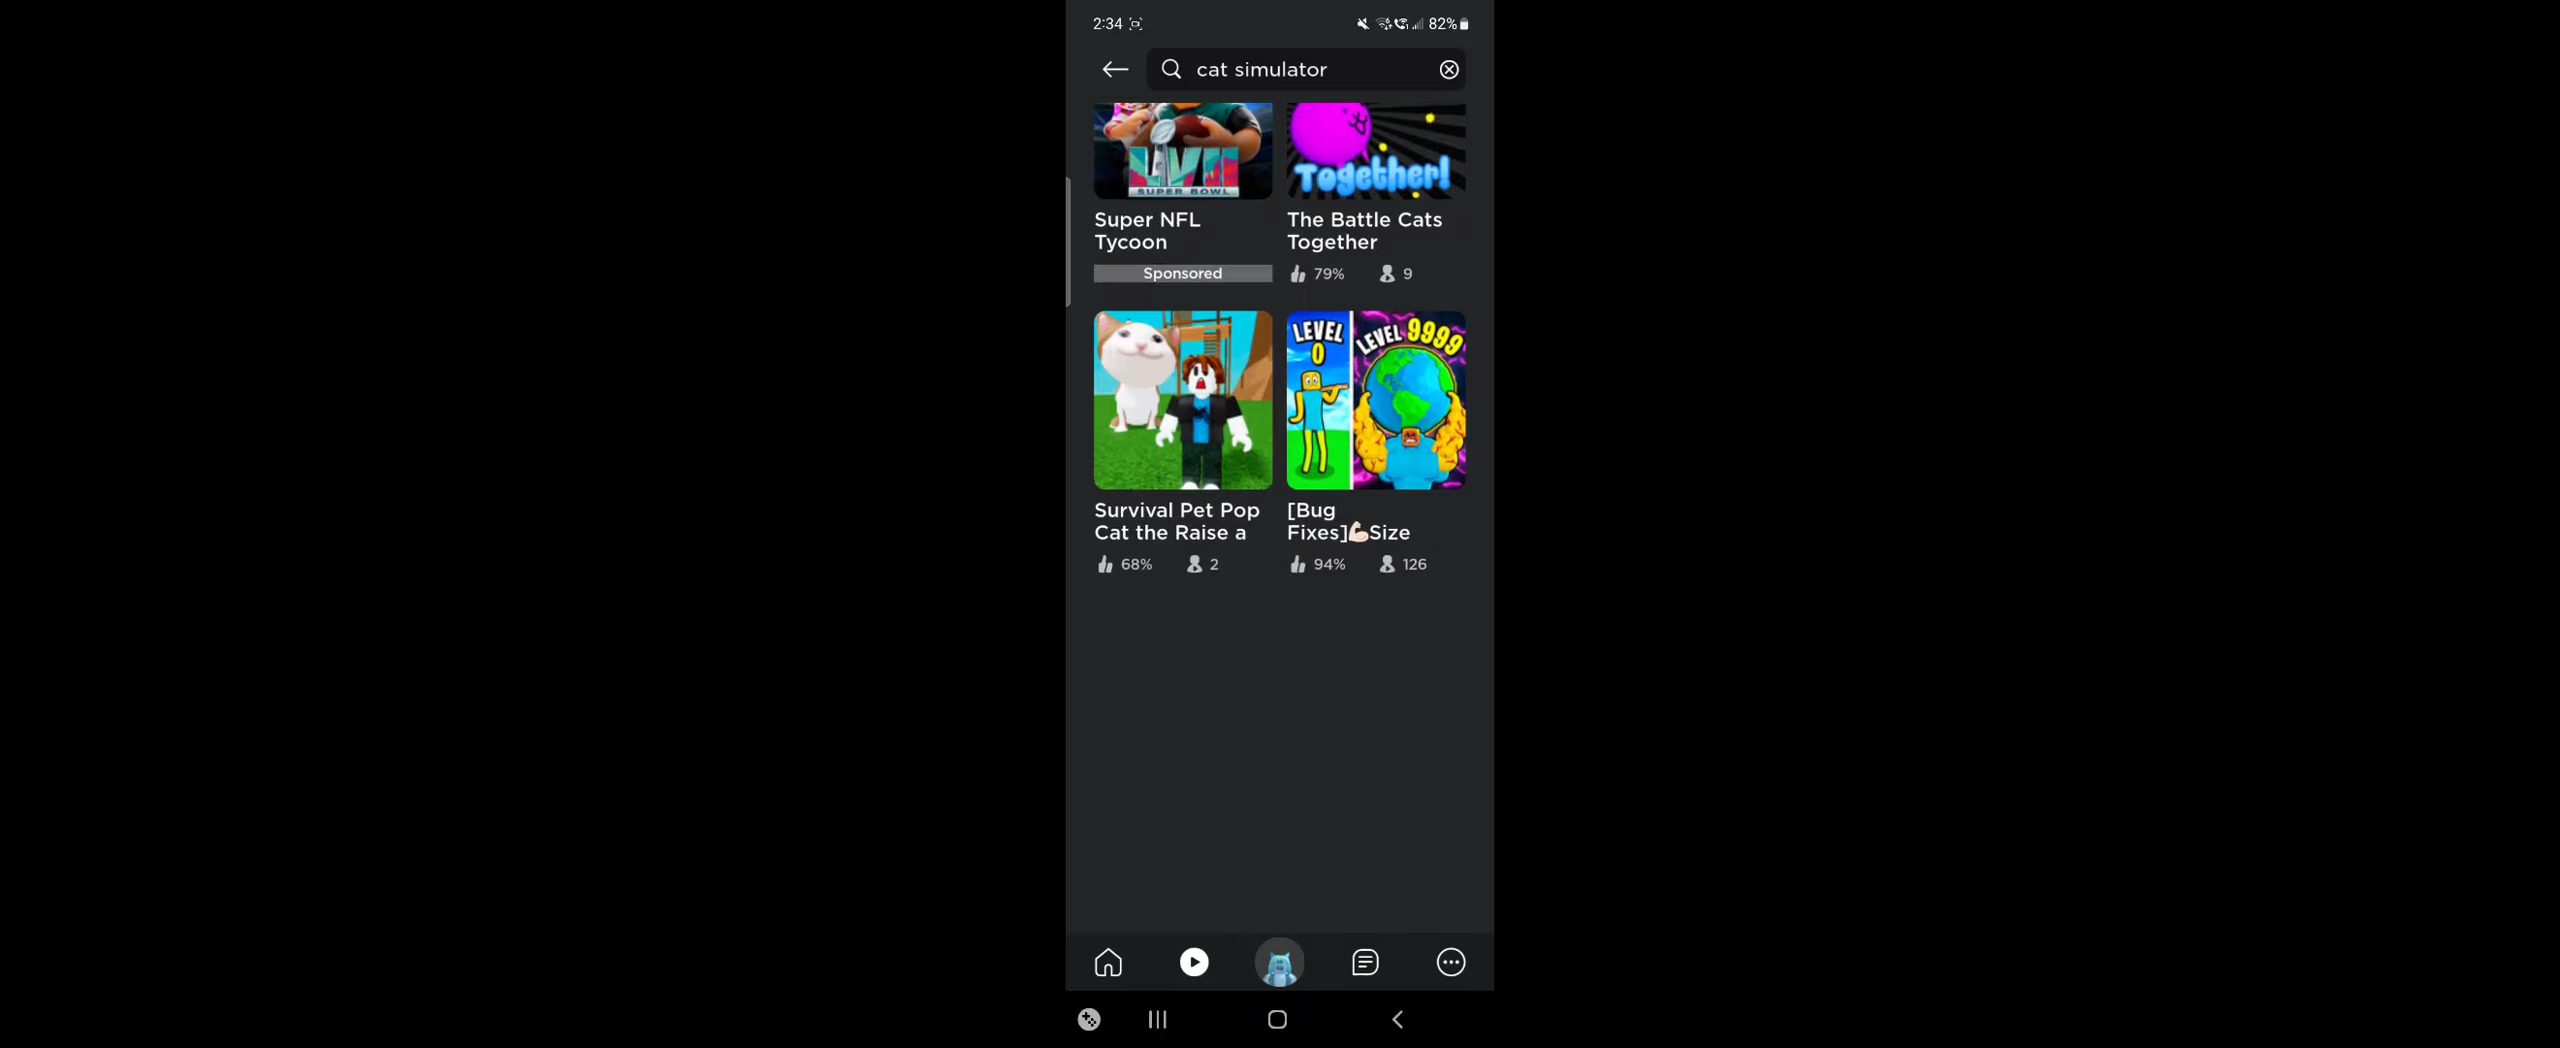 2:34
82%
cat simulator
LVII
SUPER BOWL
Together!
Super NFL
Tycoon
The Battle Cats
Together
Sponsored
79%
9
LEVEL
0
LEVEL 9999
Survival Pet Pop
Cat the Raise a
[Bug
Fixes]💪🏻Size
68%
2
94%
126